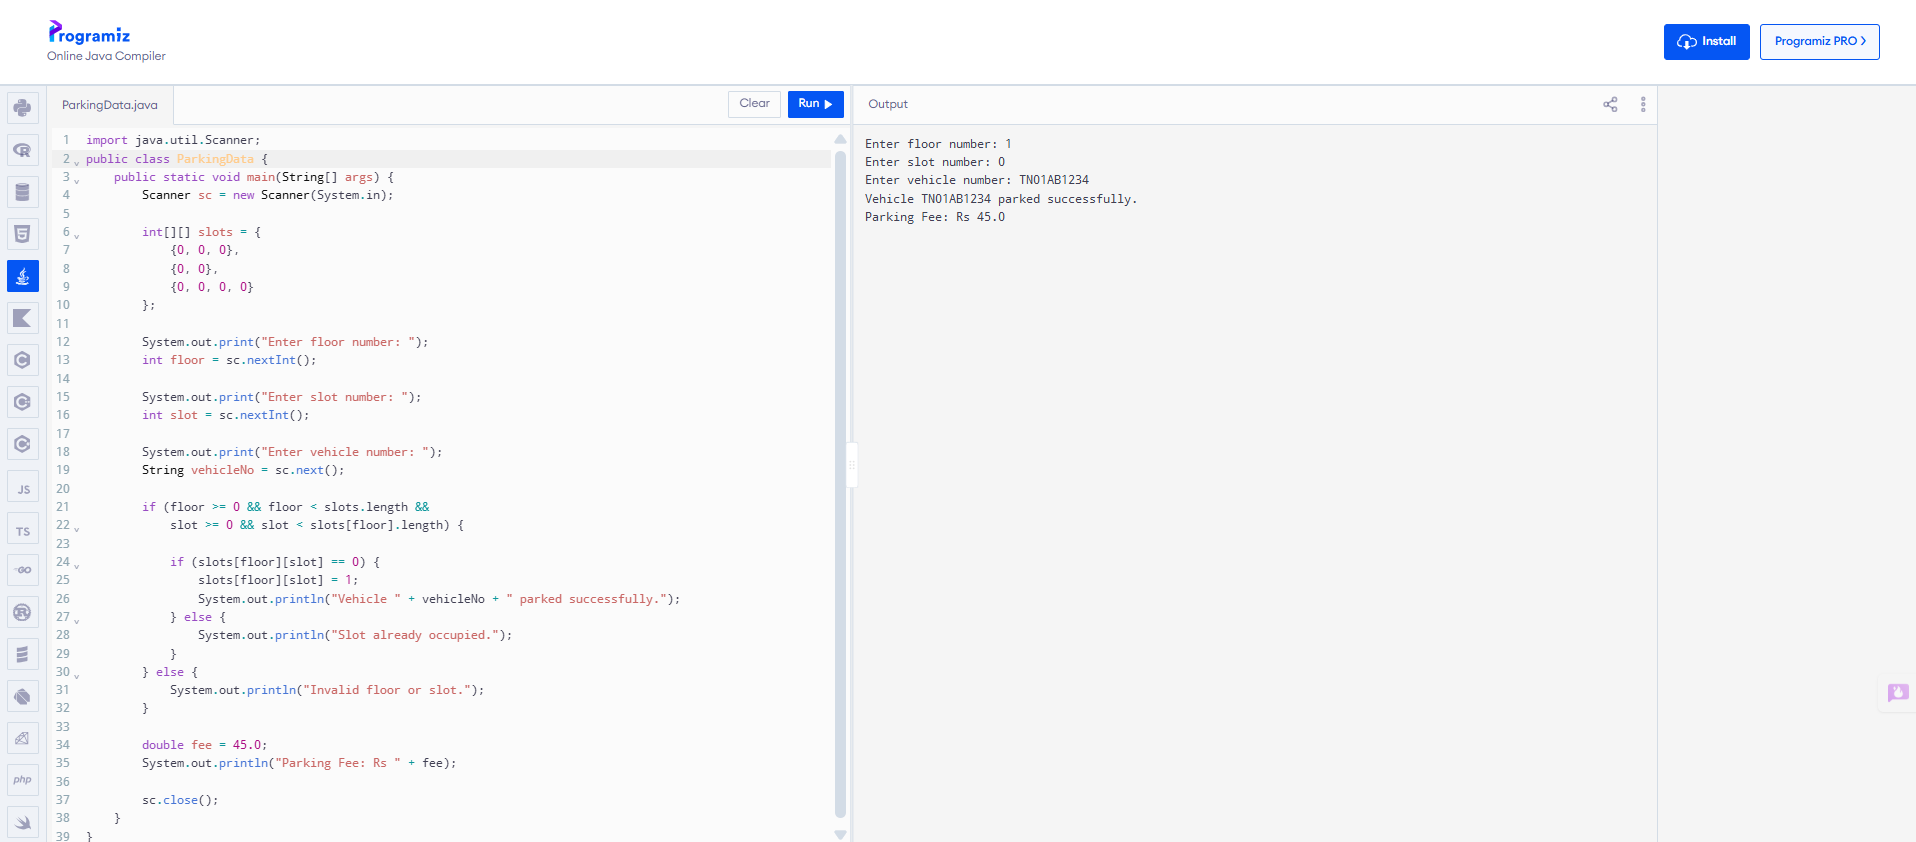 Programiz
Online Java Compiler
Install
Programiz PRO >
ParkingData.java
Clear
Run
Output
1 import java.util.Scanner;
2 public class ParkingData {
3     public static void main(String[] args) {
4         Scanner sc = new Scanner(System.in);
5
6         int[][] slots = {
7             {0, 0, 0},
8             {0, 0},
9             {0, 0, 0, 0}
10         };
11
12         System.out.print("Enter floor number: ");
13         int floor = sc.nextInt();
14
15         System.out.print("Enter slot number: ");
16         int slot = sc.nextInt();
17
18         System.out.print("Enter vehicle number: ");
19         String vehicleNo = sc.next();
20
21         if (floor >= 0 && floor < slots.length &&
22             slot >= 0 && slot < slots[floor].length) {
23
24             if (slots[floor][slot] == 0) {
25                 slots[floor][slot] = 1;
26                 System.out.println("Vehicle " + vehicleNo + " parked successfully.");
27             } else {
28                 System.out.println("Slot already occupied.");
29             }
30         } else {
31             System.out.println("Invalid floor or slot.");
32         }
33
34         double fee = 45.0;
35         System.out.println("Parking Fee: Rs " + fee);
36
37         sc.close();
38     }
39 }
Enter floor number: 1
Enter slot number: 0
Enter vehicle number: TN01AB1234
Vehicle TN01AB1234 parked successfully.
Parking Fee: Rs 45.0
JS
TS
GO
php